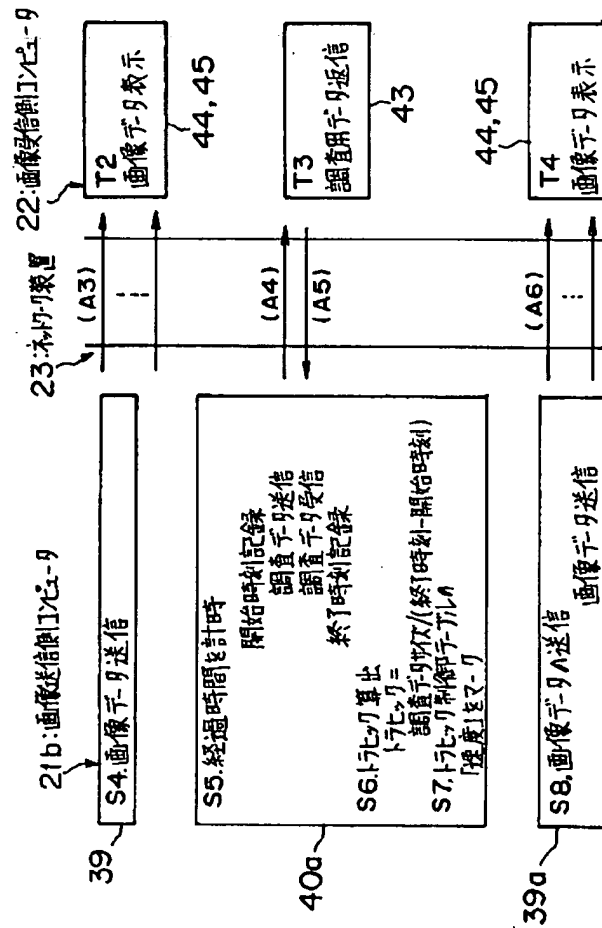 21b:画像送信側コンピュータ
23:ネットワーク装置
22:画像受信側コンピュータ
39
S4.画像データ送信
(A3)
T2
画像データ表示
44,45
40a
S5.経過時間を計時
開始時刻記録
調査データ送信
調査データ受信
終了時刻記録
(A4)
(A5)
T3
調査用データ返信
43
S6.トラヒック算出
トラヒック=
調査データサイズ/(終了時刻-開始時刻)
S7.トラヒック制御テーブルの
「程度」をマーク
39a
S8.画像データの送信
画像データ送信
(A6)
T4
画像データ表示
44,45